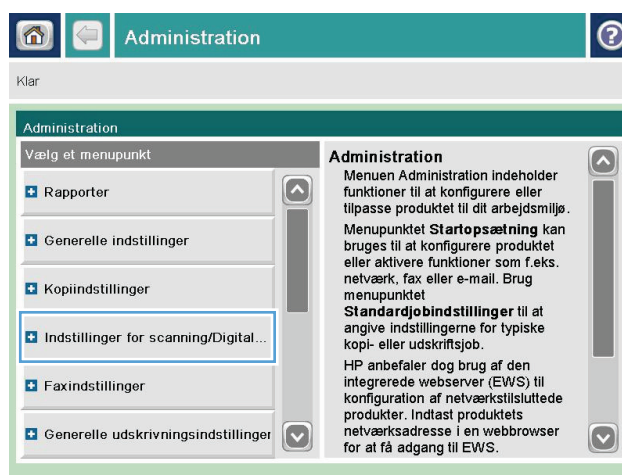 Administration
Klar
Administration
Vælg et menupunkt
Rapporter
Generelle indstillinger
Kopiindstillinger
Indstillinger for scanning/Digital...
Faxindstillinger
Generelle udskrivningsindstillinger
Administration
Menuen Administration indeholder
funktioner til at konfigurere eller
tilpasse produktet til dit arbejdsmiljø.
Menupunktet Startopsætning kan
bruges til at konfigurere produktet
eller aktivere funktioner som f.eks.
netværk, fax eller e-mail. Brug
menupunktet
Standardjobindstillinger til at
angive indstillingerne for typiske
kopi- eller udskriftsjob.
HP anbefaler dog brug af den
integrerede webserver (EWS) til
konfiguration af netværkstilsluttede
produkter. Indtast produktets
netværksadresse i en webbrowser
for at få adgang til EWS.